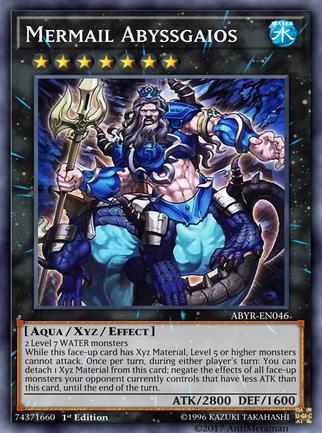 MERMAIL ABYSSGAIOS
WATER
水
ABYR-EN046
[AQUA / XYZ / EFFECT]
2 Level 7 WATER monsters
While this face-up card has Xyz Material, Level 5 or higher monsters
cannot attack. Once per turn, during either player's turn: You can
detach 1 Xyz Material from this card; negate the effects of all face-up
monsters your opponent currently controls that have less ATK than
this card, until the end of the turn.
ATK/2800 DEF/1600
74371660 1st Edition ©1996 KAZUKI TAKAHASHI
©2017 AntiMetaman